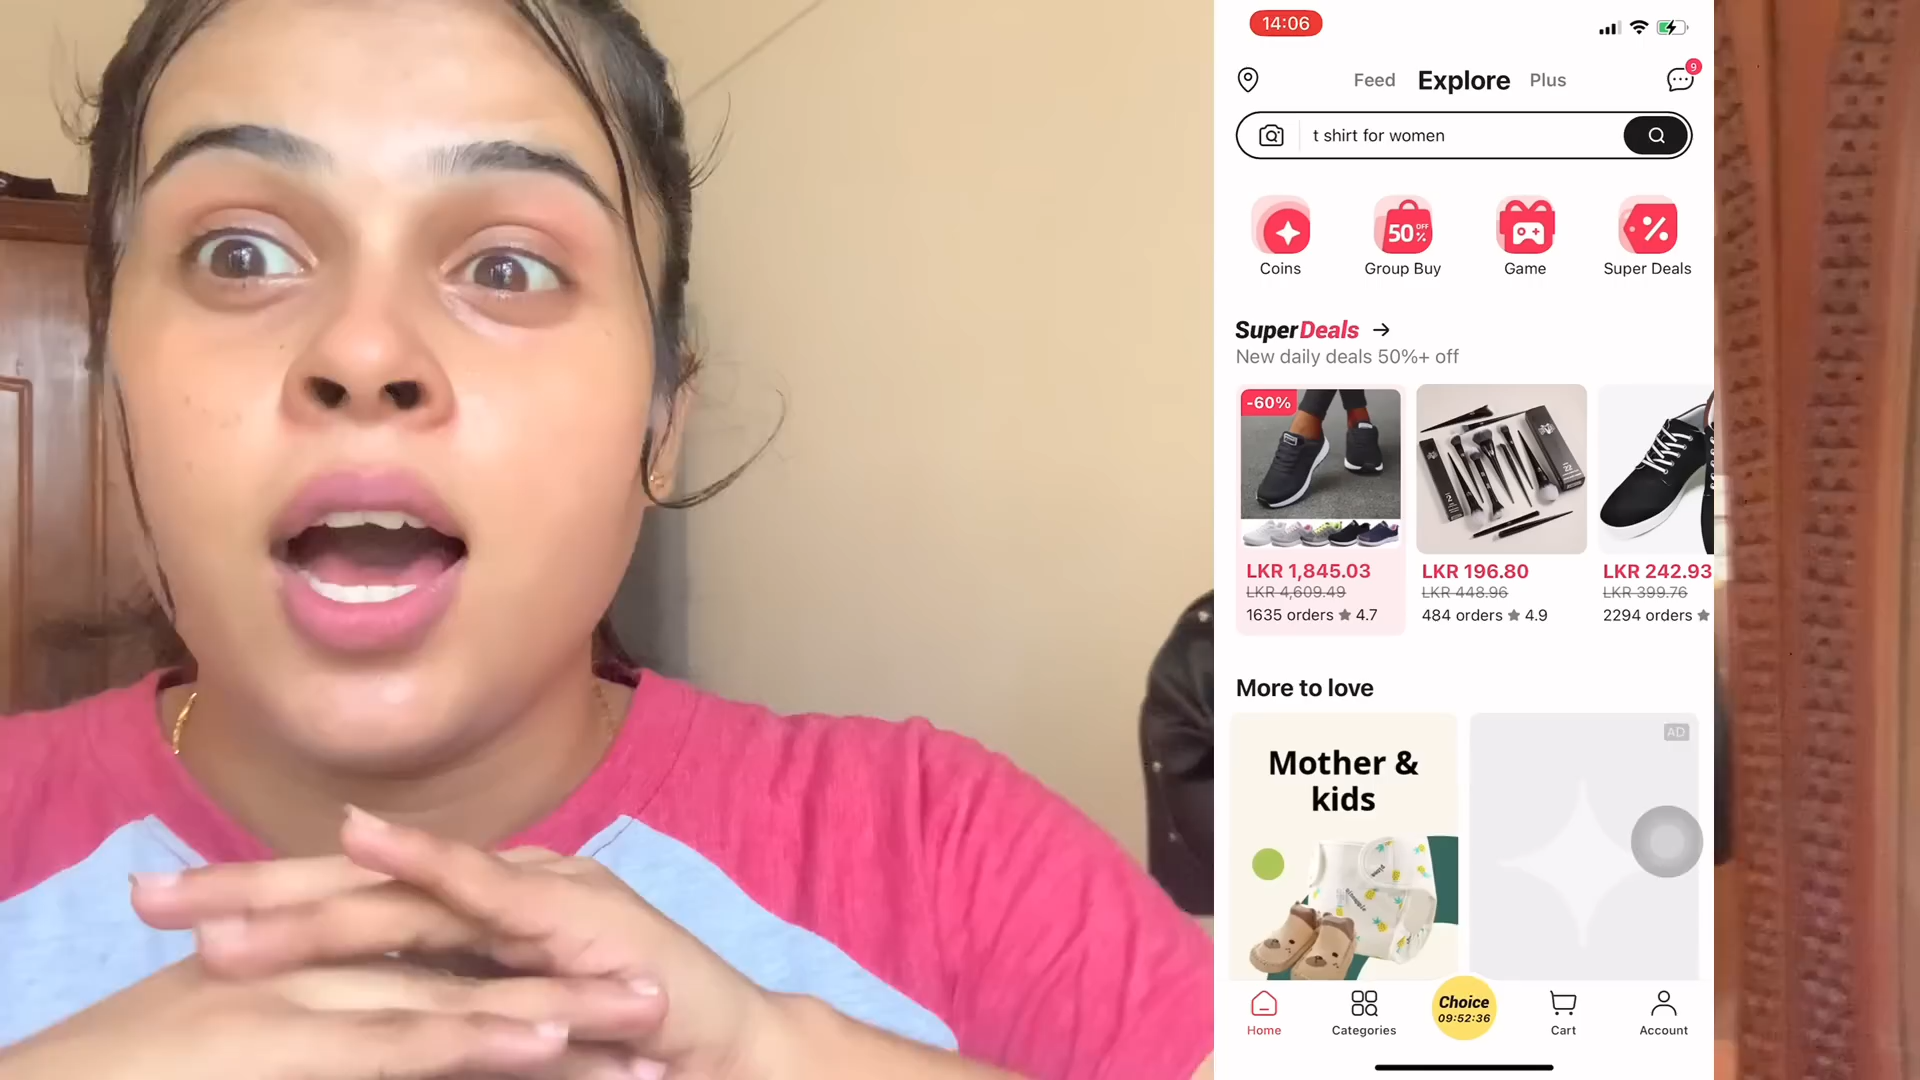 14:06
Feed Explore Plus
9
t shirt for women
50 OFF %
%
Coins Group Buy Game Super Deals
SuperDeals →
New daily deals 50%+ off
-60%
LKR 1,845.03
LKR 4,609.49
1635 orders ★ 4.7
LKR 196.80
LKR 448.96
484 orders ★ 4.9
LKR 242.93
LKR 399.76
2294 orders ★
More to love
Mother &
kids
AD
Choice
09:52:36
Home Categories Cart Account